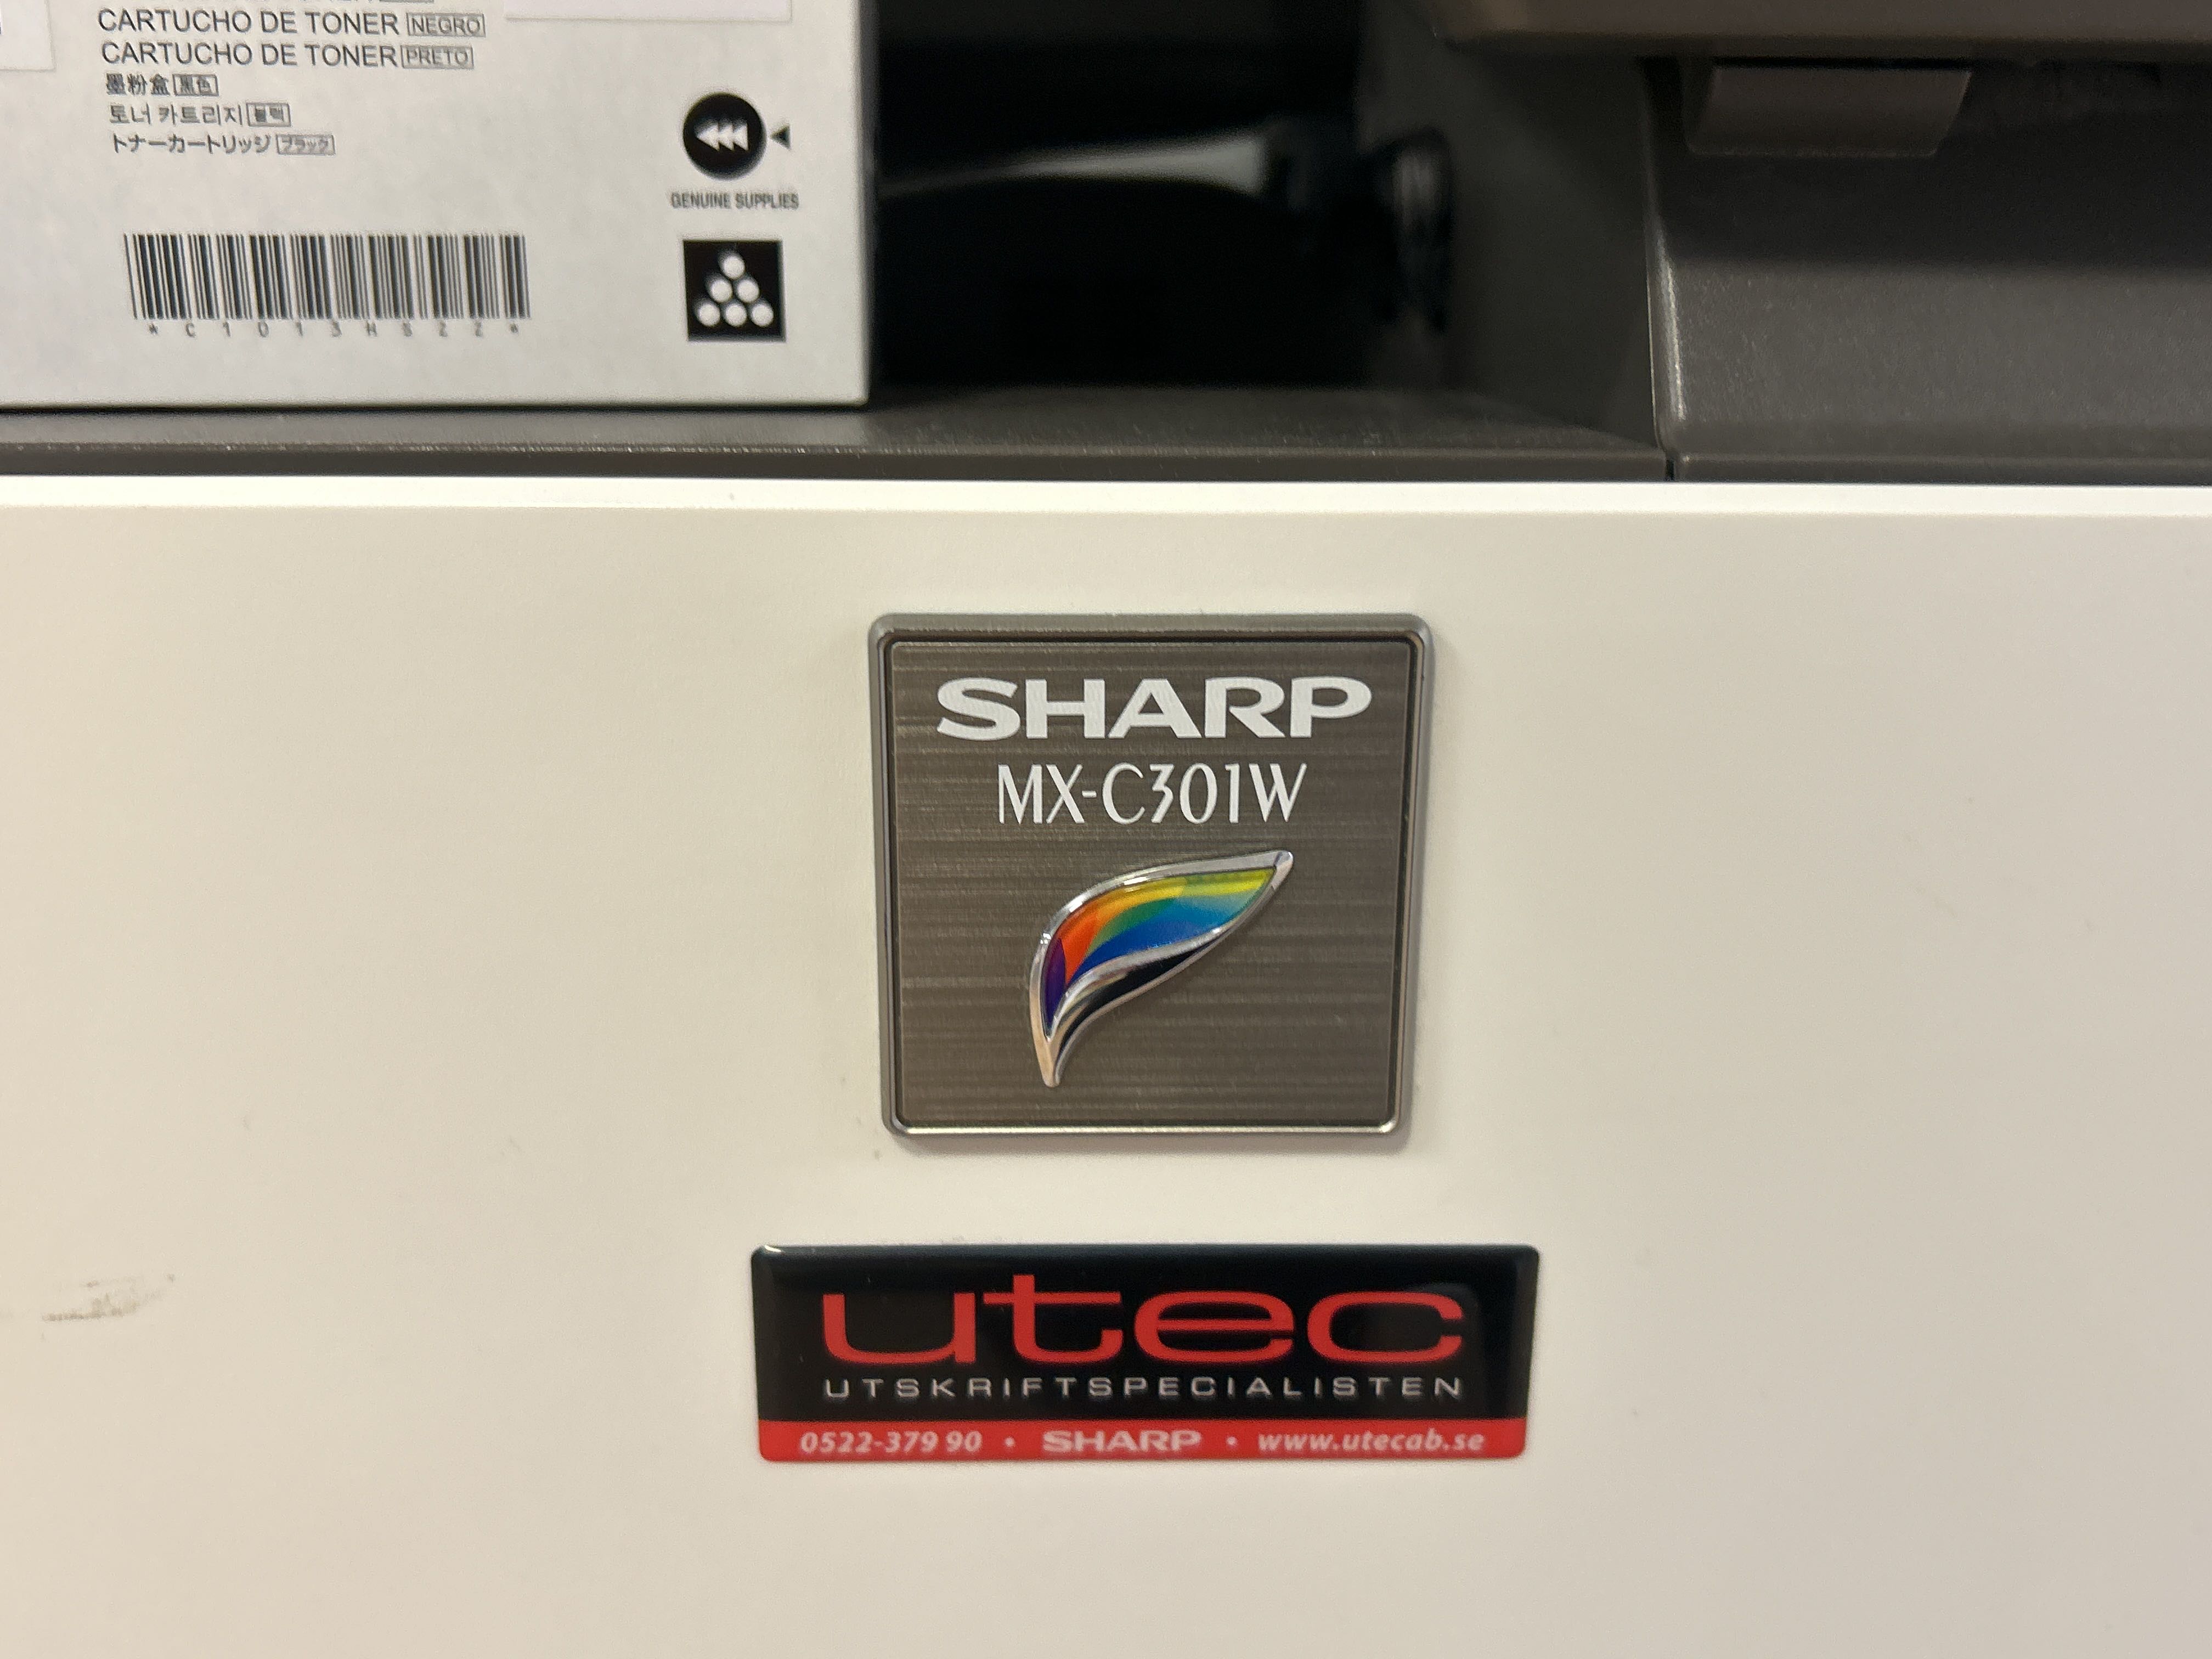 CARTUCHO DE TONER NEGRO
CARTUCHO DE TONER PRETO
墨粉盒 黑色
토너 카트리지 블랙
トナーカートリッジ ブラック
GENUINE SUPPLIES
*C1013HS22*
SHARP
MX-C301W
utec
UTSKRIFTSPECIALISTEN
0522-379 90 • SHARP • www.utecab.se